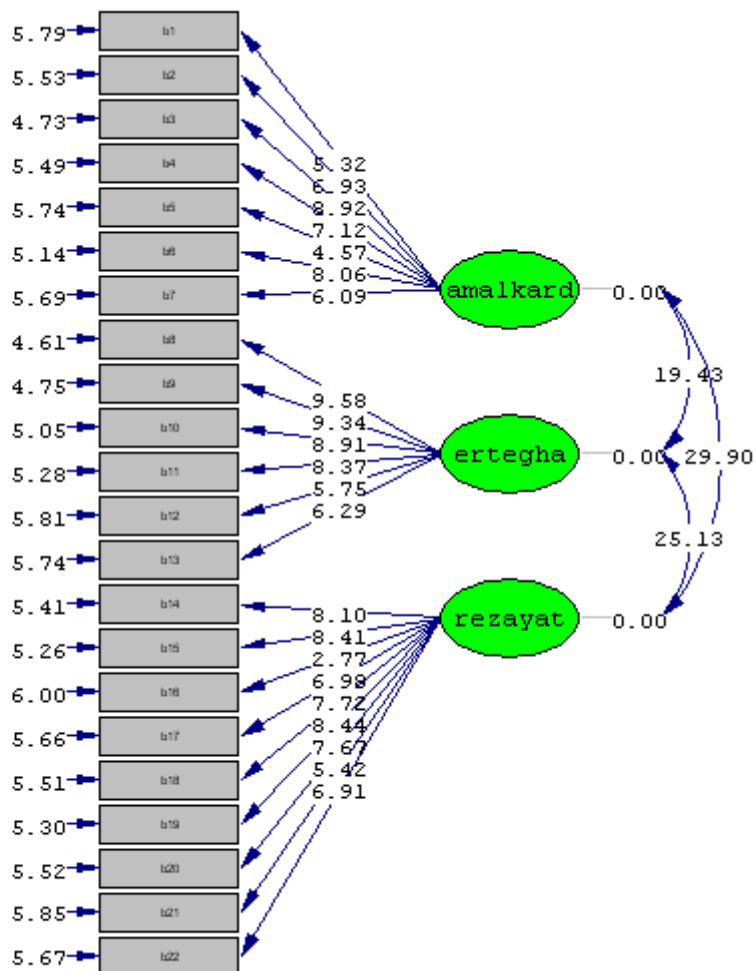 5.79 b1
5.53 b2
4.73 b3
5.49 b4
5.74 b5
5.14 b6
5.69 b7
4.61 b8
4.75 b9
5.05 b10
5.28 b11
5.81 b12
5.74 b13
5.41 b14
5.26 b15
6.00 b16
5.66 b17
5.51 b18
5.30 b19
5.52 b20
5.85 b21
5.67 b22
5.32
6.93
8.92
7.12
4.57
8.06
6.09
9.58
9.34
8.91
8.37
5.75
6.29
8.10
8.41
2.77
6.98
7.72
8.44
7.67
5.42
6.91
amalkard 0.00
ertegha 0.00
rezayat 0.00
19.43
29.90
25.13